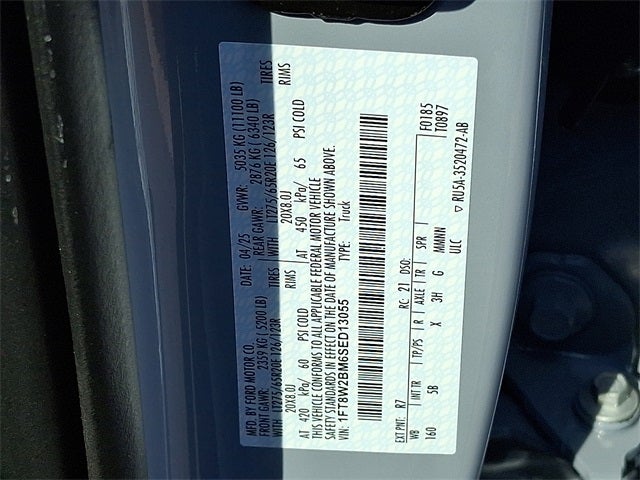 MFD. BY FORD MOTOR CO.
DATE: 04/25 GVWR: 5035 KG (11100 LB)
FRONT GAWR: 2359 KG (5200 LB) REAR GAWR: 2876 KG (6340 LB)
WITH LT275/65R20E 126/123R TIRES WITH LT275/65R20E 126/123R TIRES
20X8.0J RIMS 20X8.0J RIMS
AT 420 kPa/ 60 PSI COLD AT 450 kPa/ 65 PSI COLD
THIS VEHICLE CONFORMS TO ALL APPLICABLE FEDERAL MOTOR VEHICLE
SAFETY STANDARDS IN EFFECT ON THE DATE OF MANUFACTURE SHOWN ABOVE.
VIN: 1FT8W2BM6SED13055 TYPE: Truck
EXT PNT: R7 RC: 21 DSO: F0185
WB INT TR TP/PS R AXLE TR SPR T0897
160 5B X 3H G MMNNN
ULC ▽ RU5A-3520472-AB